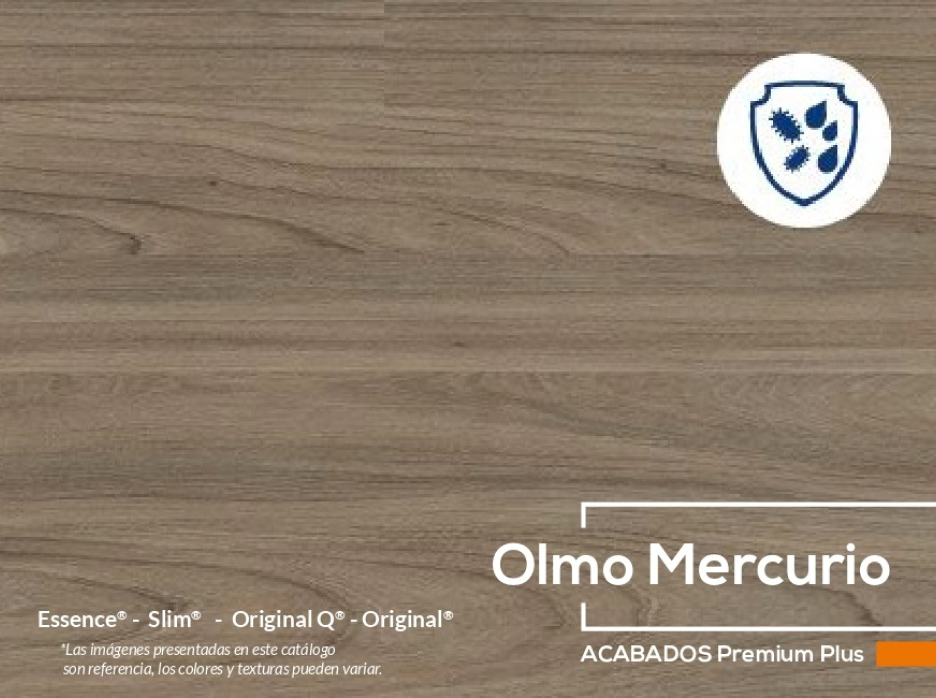 Olmo Mercurio
Essence® - Slim® - Original Q® - Original®
*Las imágenes presentadas en este catálogo
son referencia, los colores y texturas pueden variar.
ACABADOS Premium Plus